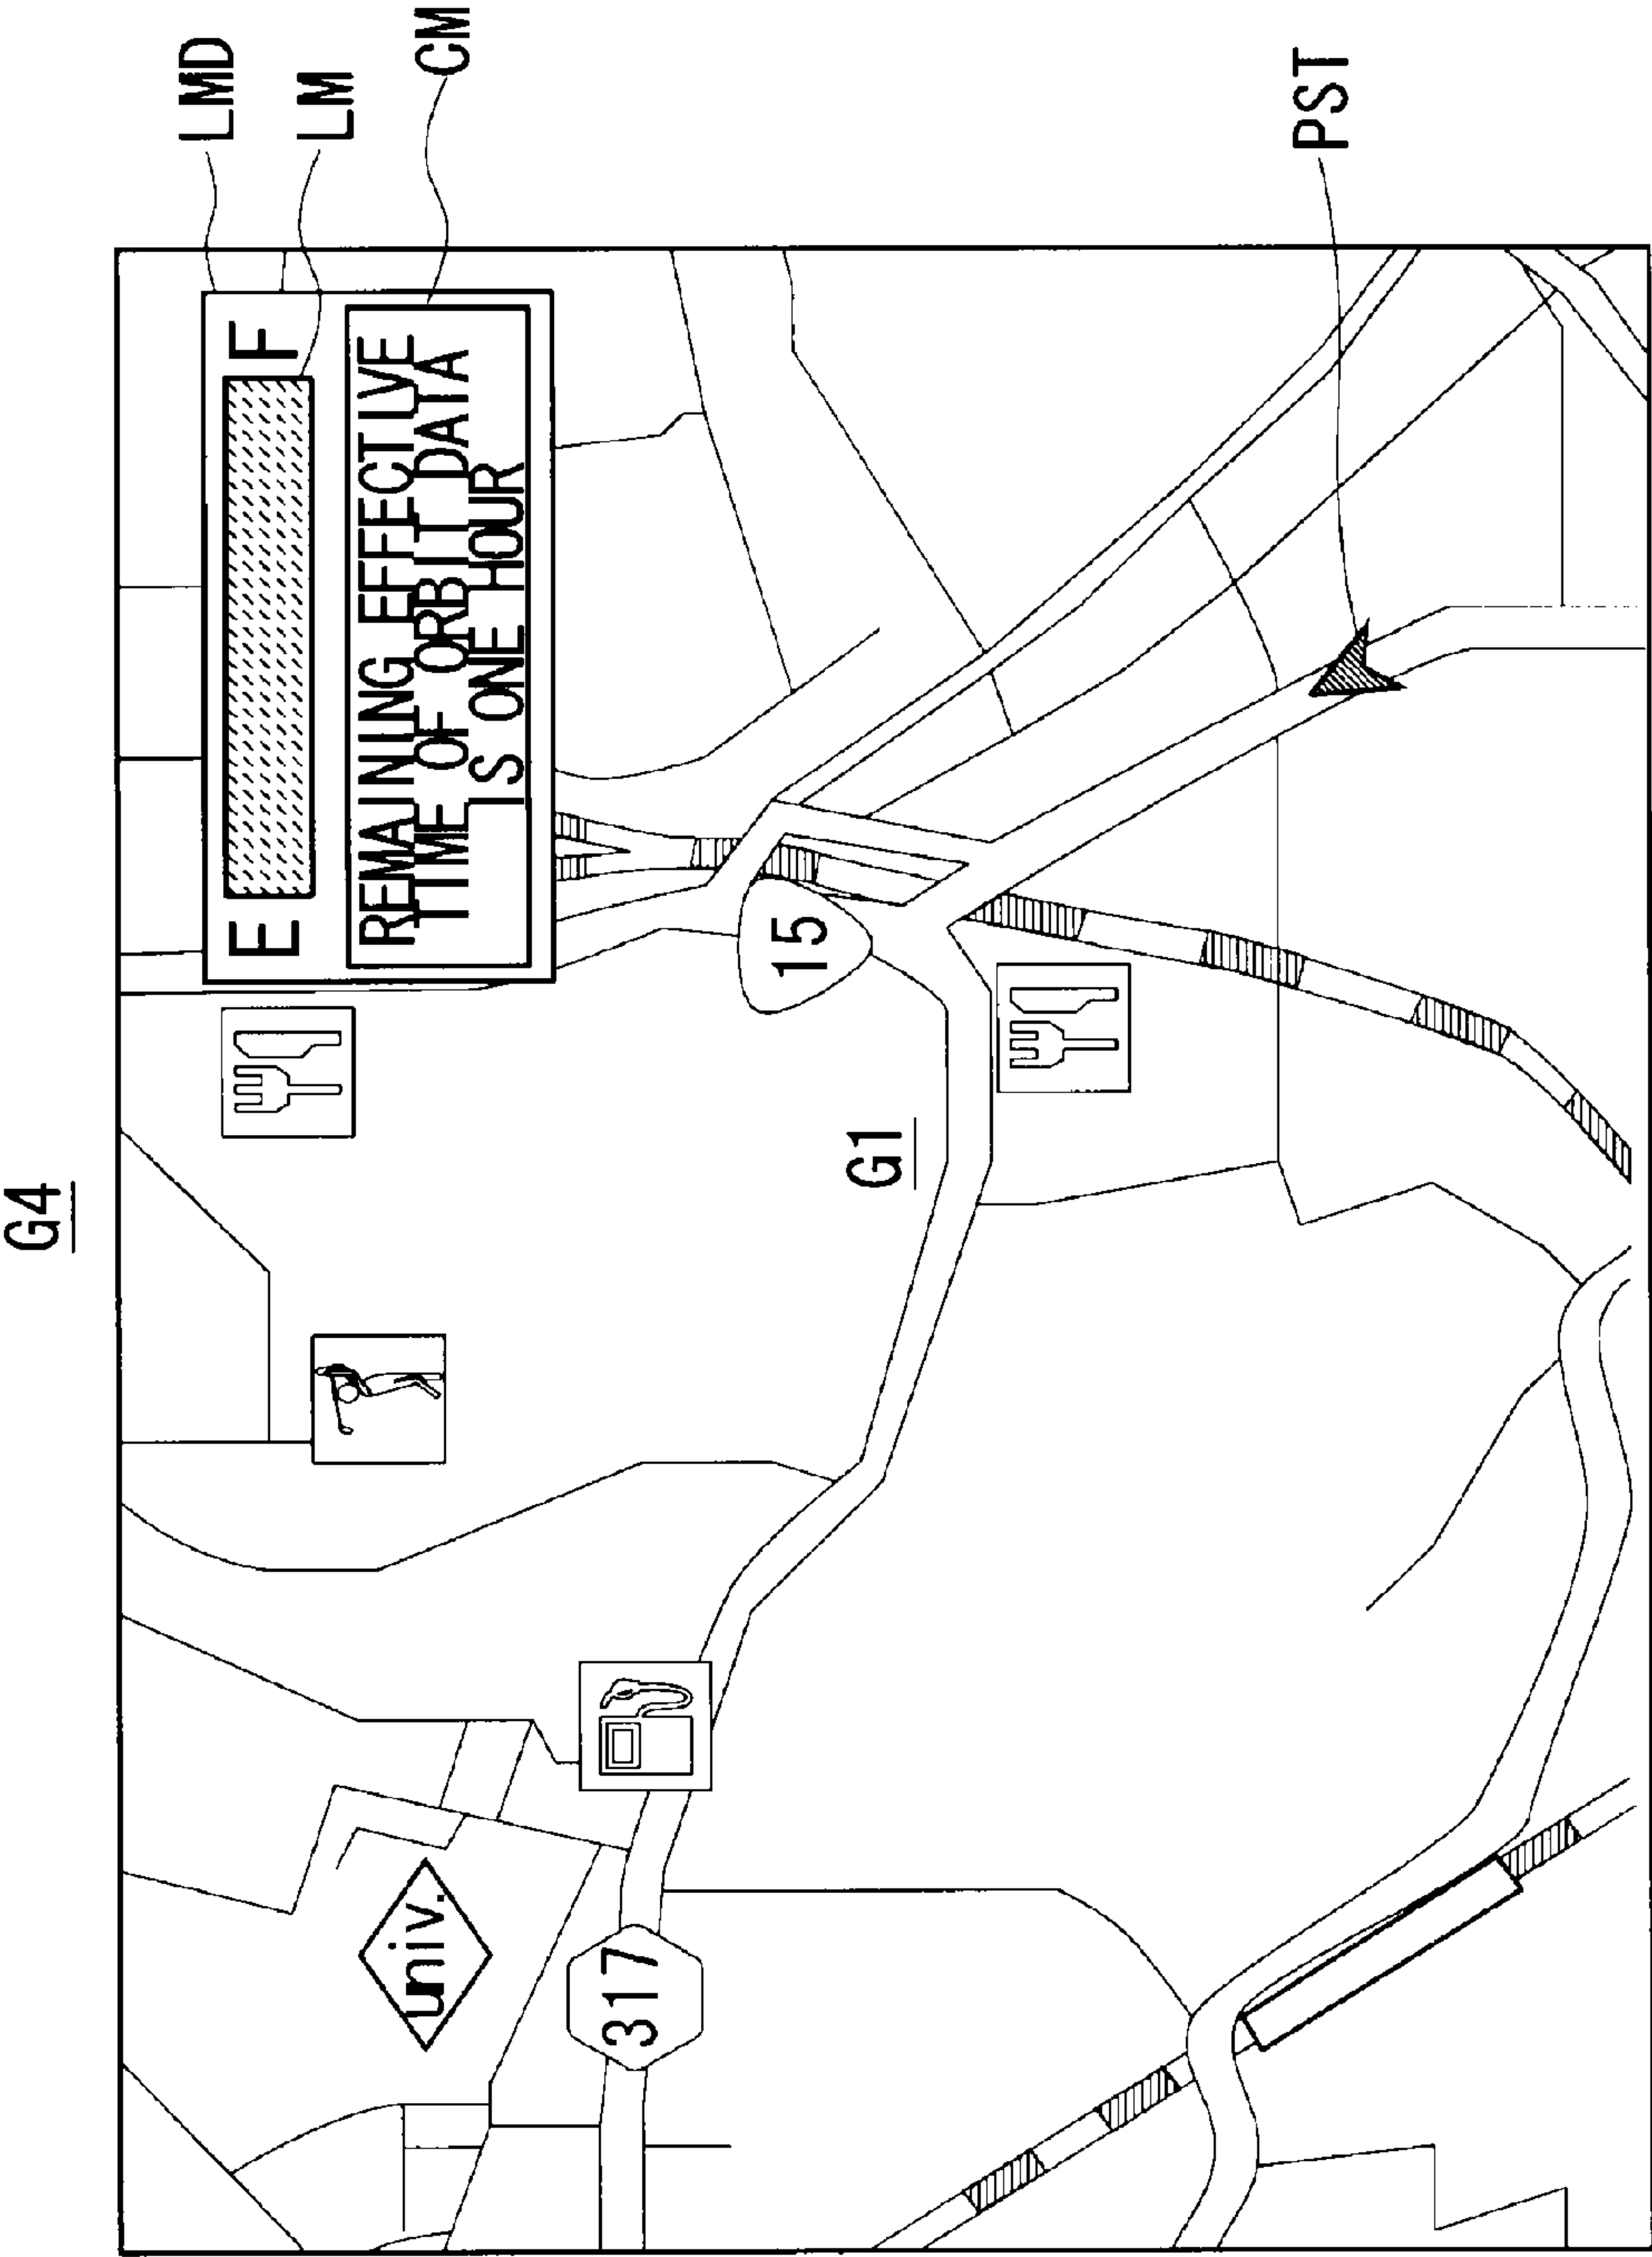 G4
LMD
LM
CM
E F
REMAINING EFFECTIVE
TIME OF ORBIT DATA
IS ONE HOUR
univ.
317
15
G1
PST